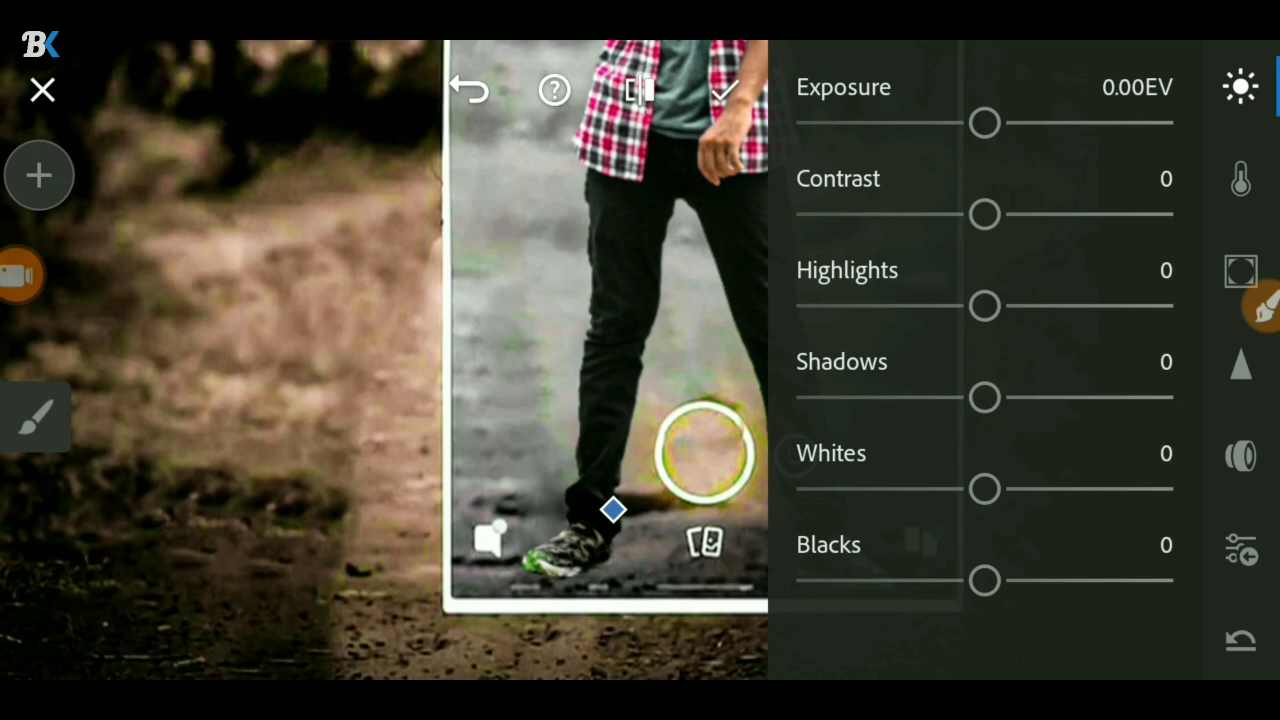 BK
Exposure 0.00EV
Contrast 0
Highlights 0
Shadows 0
Whites 0
Blacks 0